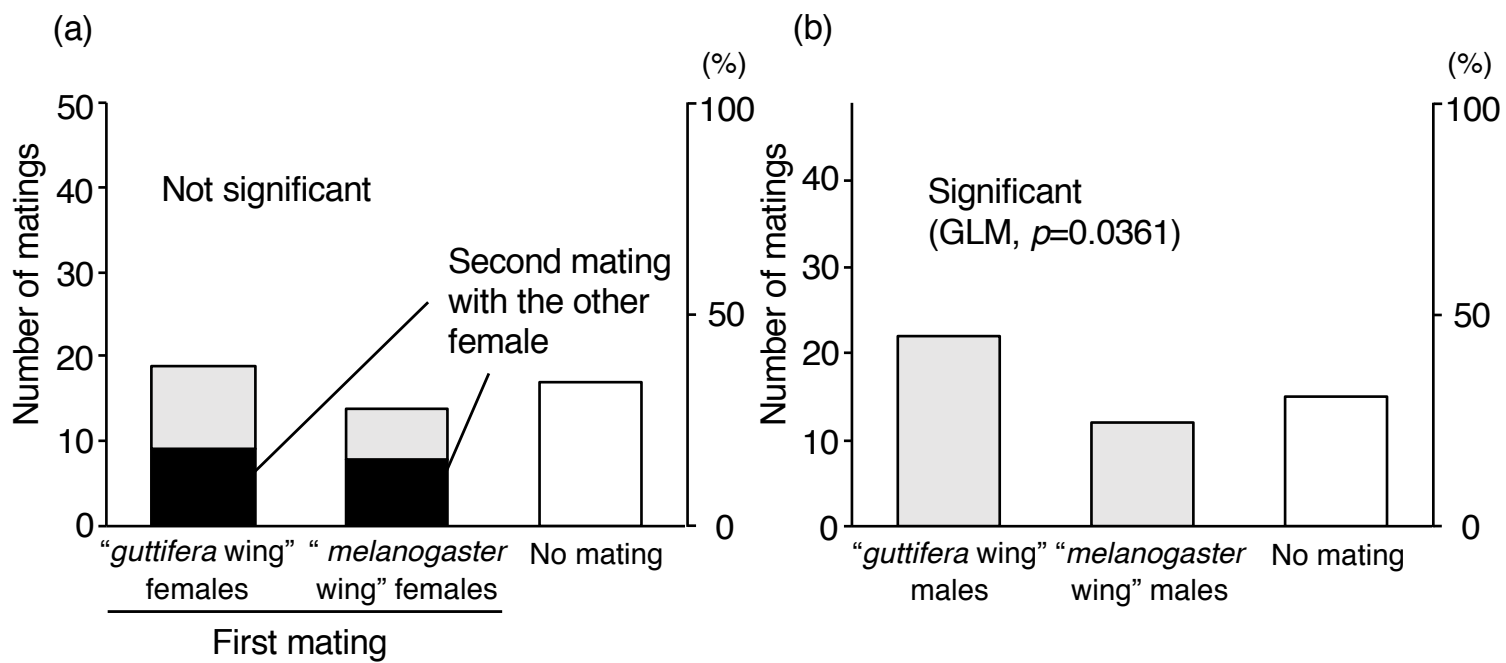 (a)
(%)
50
40
30
20
10
0
Number of matings
Not significant
Second mating
with the other
female
100
50
0
“guttifera wing”
females
“ melanogaster
wing” females
No mating
First mating
(b)
(%)
40
30
20
10
0
Number of matings
Significant
(GLM, p=0.0361)
100
50
0
“guttifera wing”
males
“melanogaster
wing” males
No mating